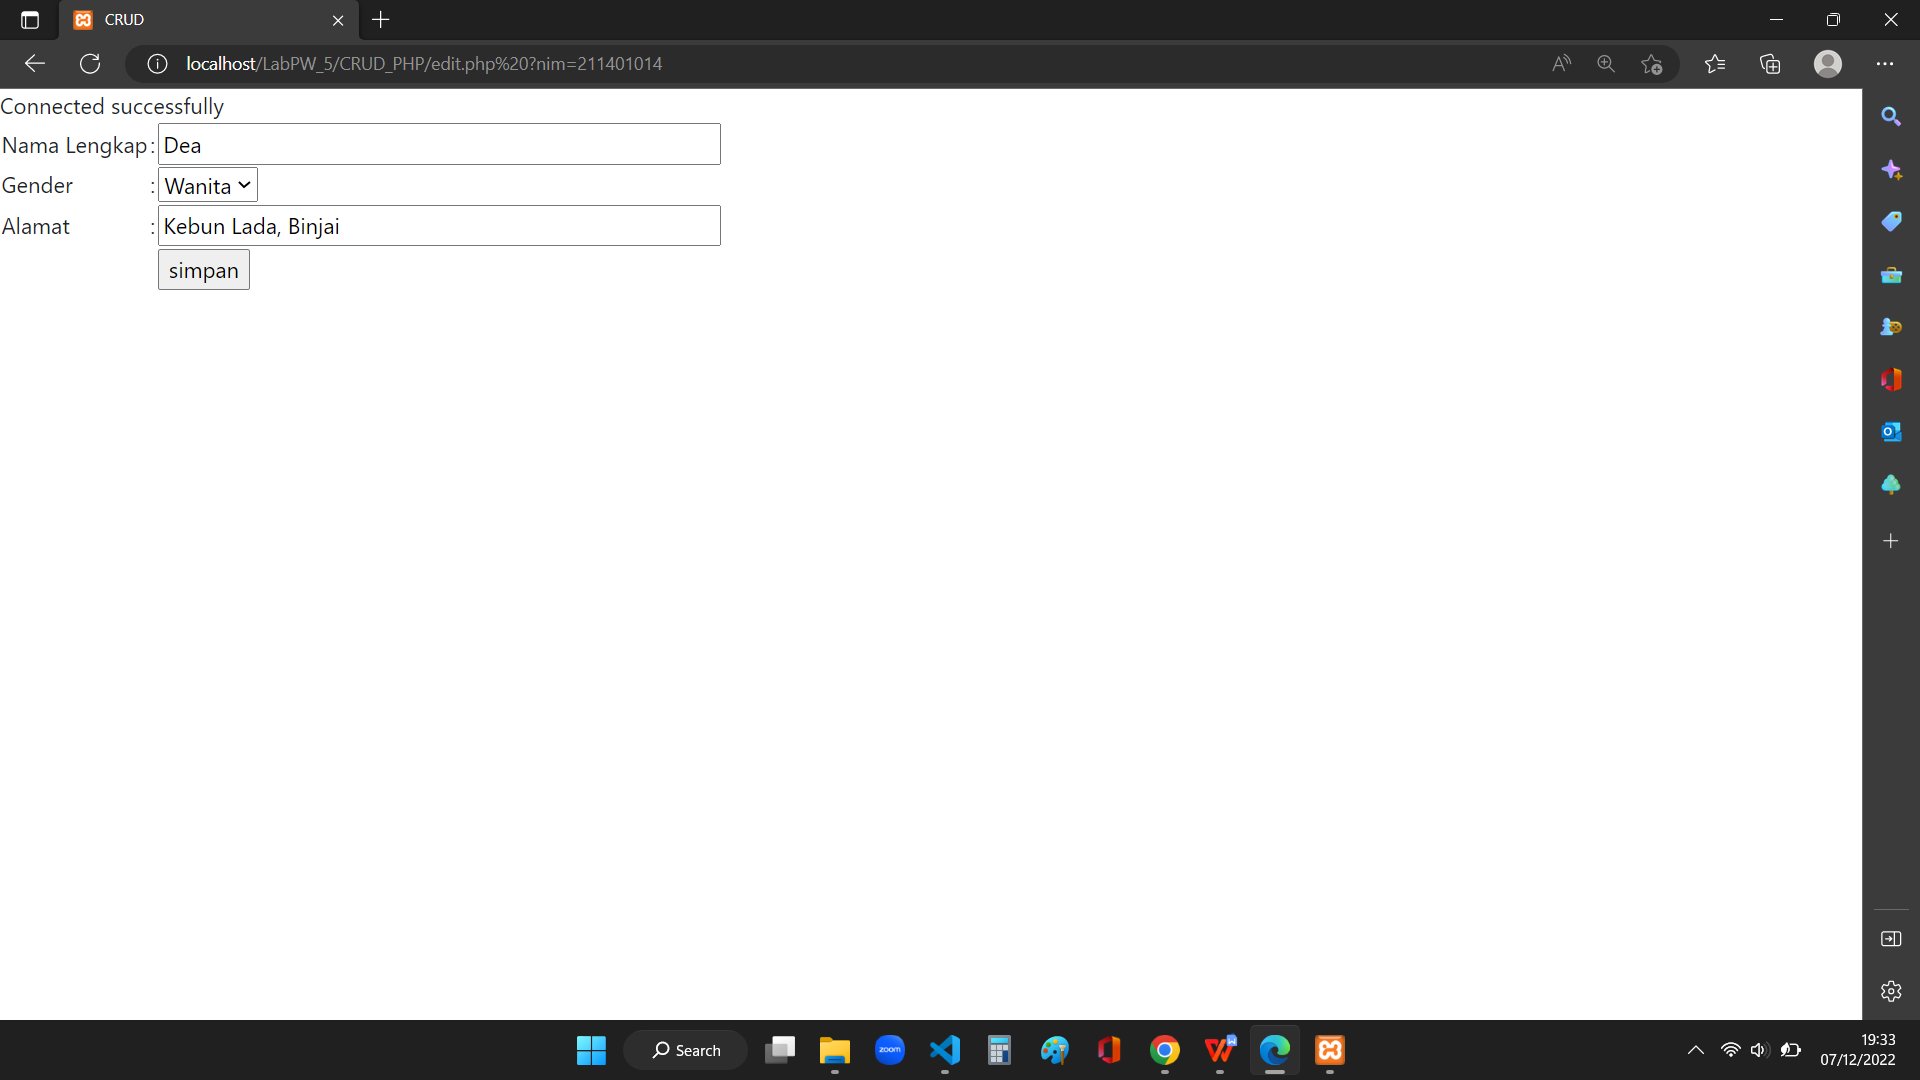 CRUD
localhost/LabPW_5/CRUD_PHP/edit.php%20?nim=211401014
Connected successfully
Nama Lengkap : Dea
Gender : Wanita
Alamat : Kebun Lada, Binjai
simpan
Search
zoom
19:33
07/12/2022